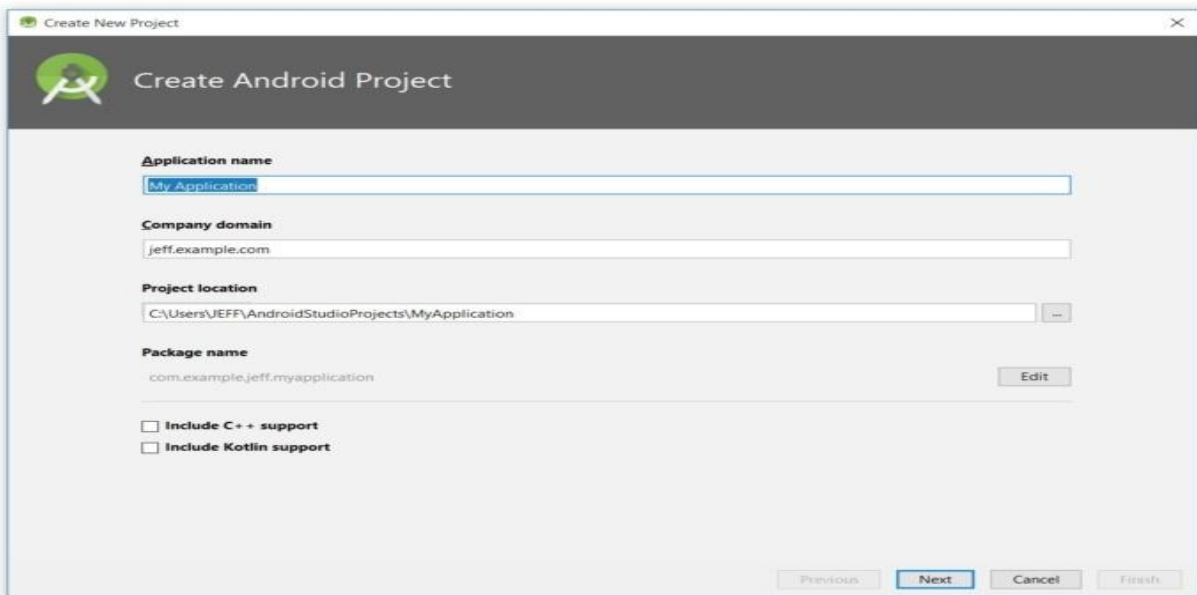 Create New Project
Create Android Project
Application name
My Application
Company domain
jeff.example.com
Project location
C:\Users\JEFF\AndroidStudioProjects\MyApplication
...
Package name
com.example.jeff.myapplication
Edit
Include C++ support
Include Kotlin support
Previous
Next
Cancel
Finish